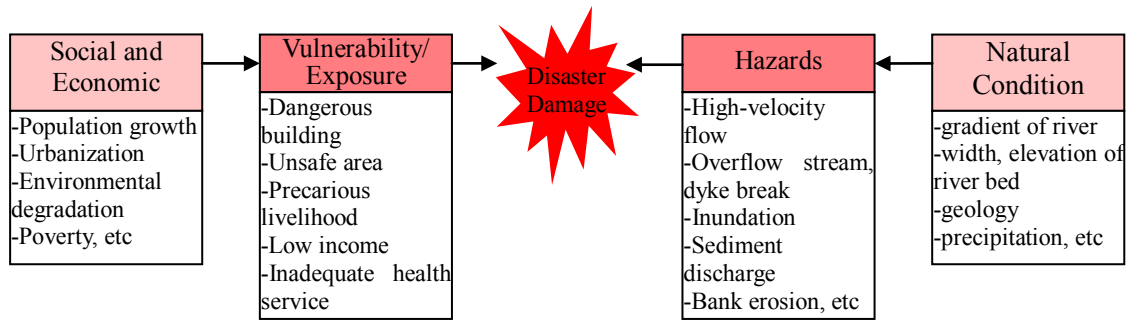 Social and
Economic
-Population growth
-Urbanization
-Environmental
degradation
-Poverty, etc
Vulnerability/
Exposure
-Dangerous
building
-Unsafe area
-Precarious
livelihood
-Low income
-Inadequate health
service
Disaster
Damage
Hazards
-High-velocity
flow
-Overflow stream,
dyke break
-Inundation
-Sediment
discharge
-Bank erosion, etc
Natural
Condition
-gradient of river
-width, elevation of
river bed
-geology
-precipitation, etc